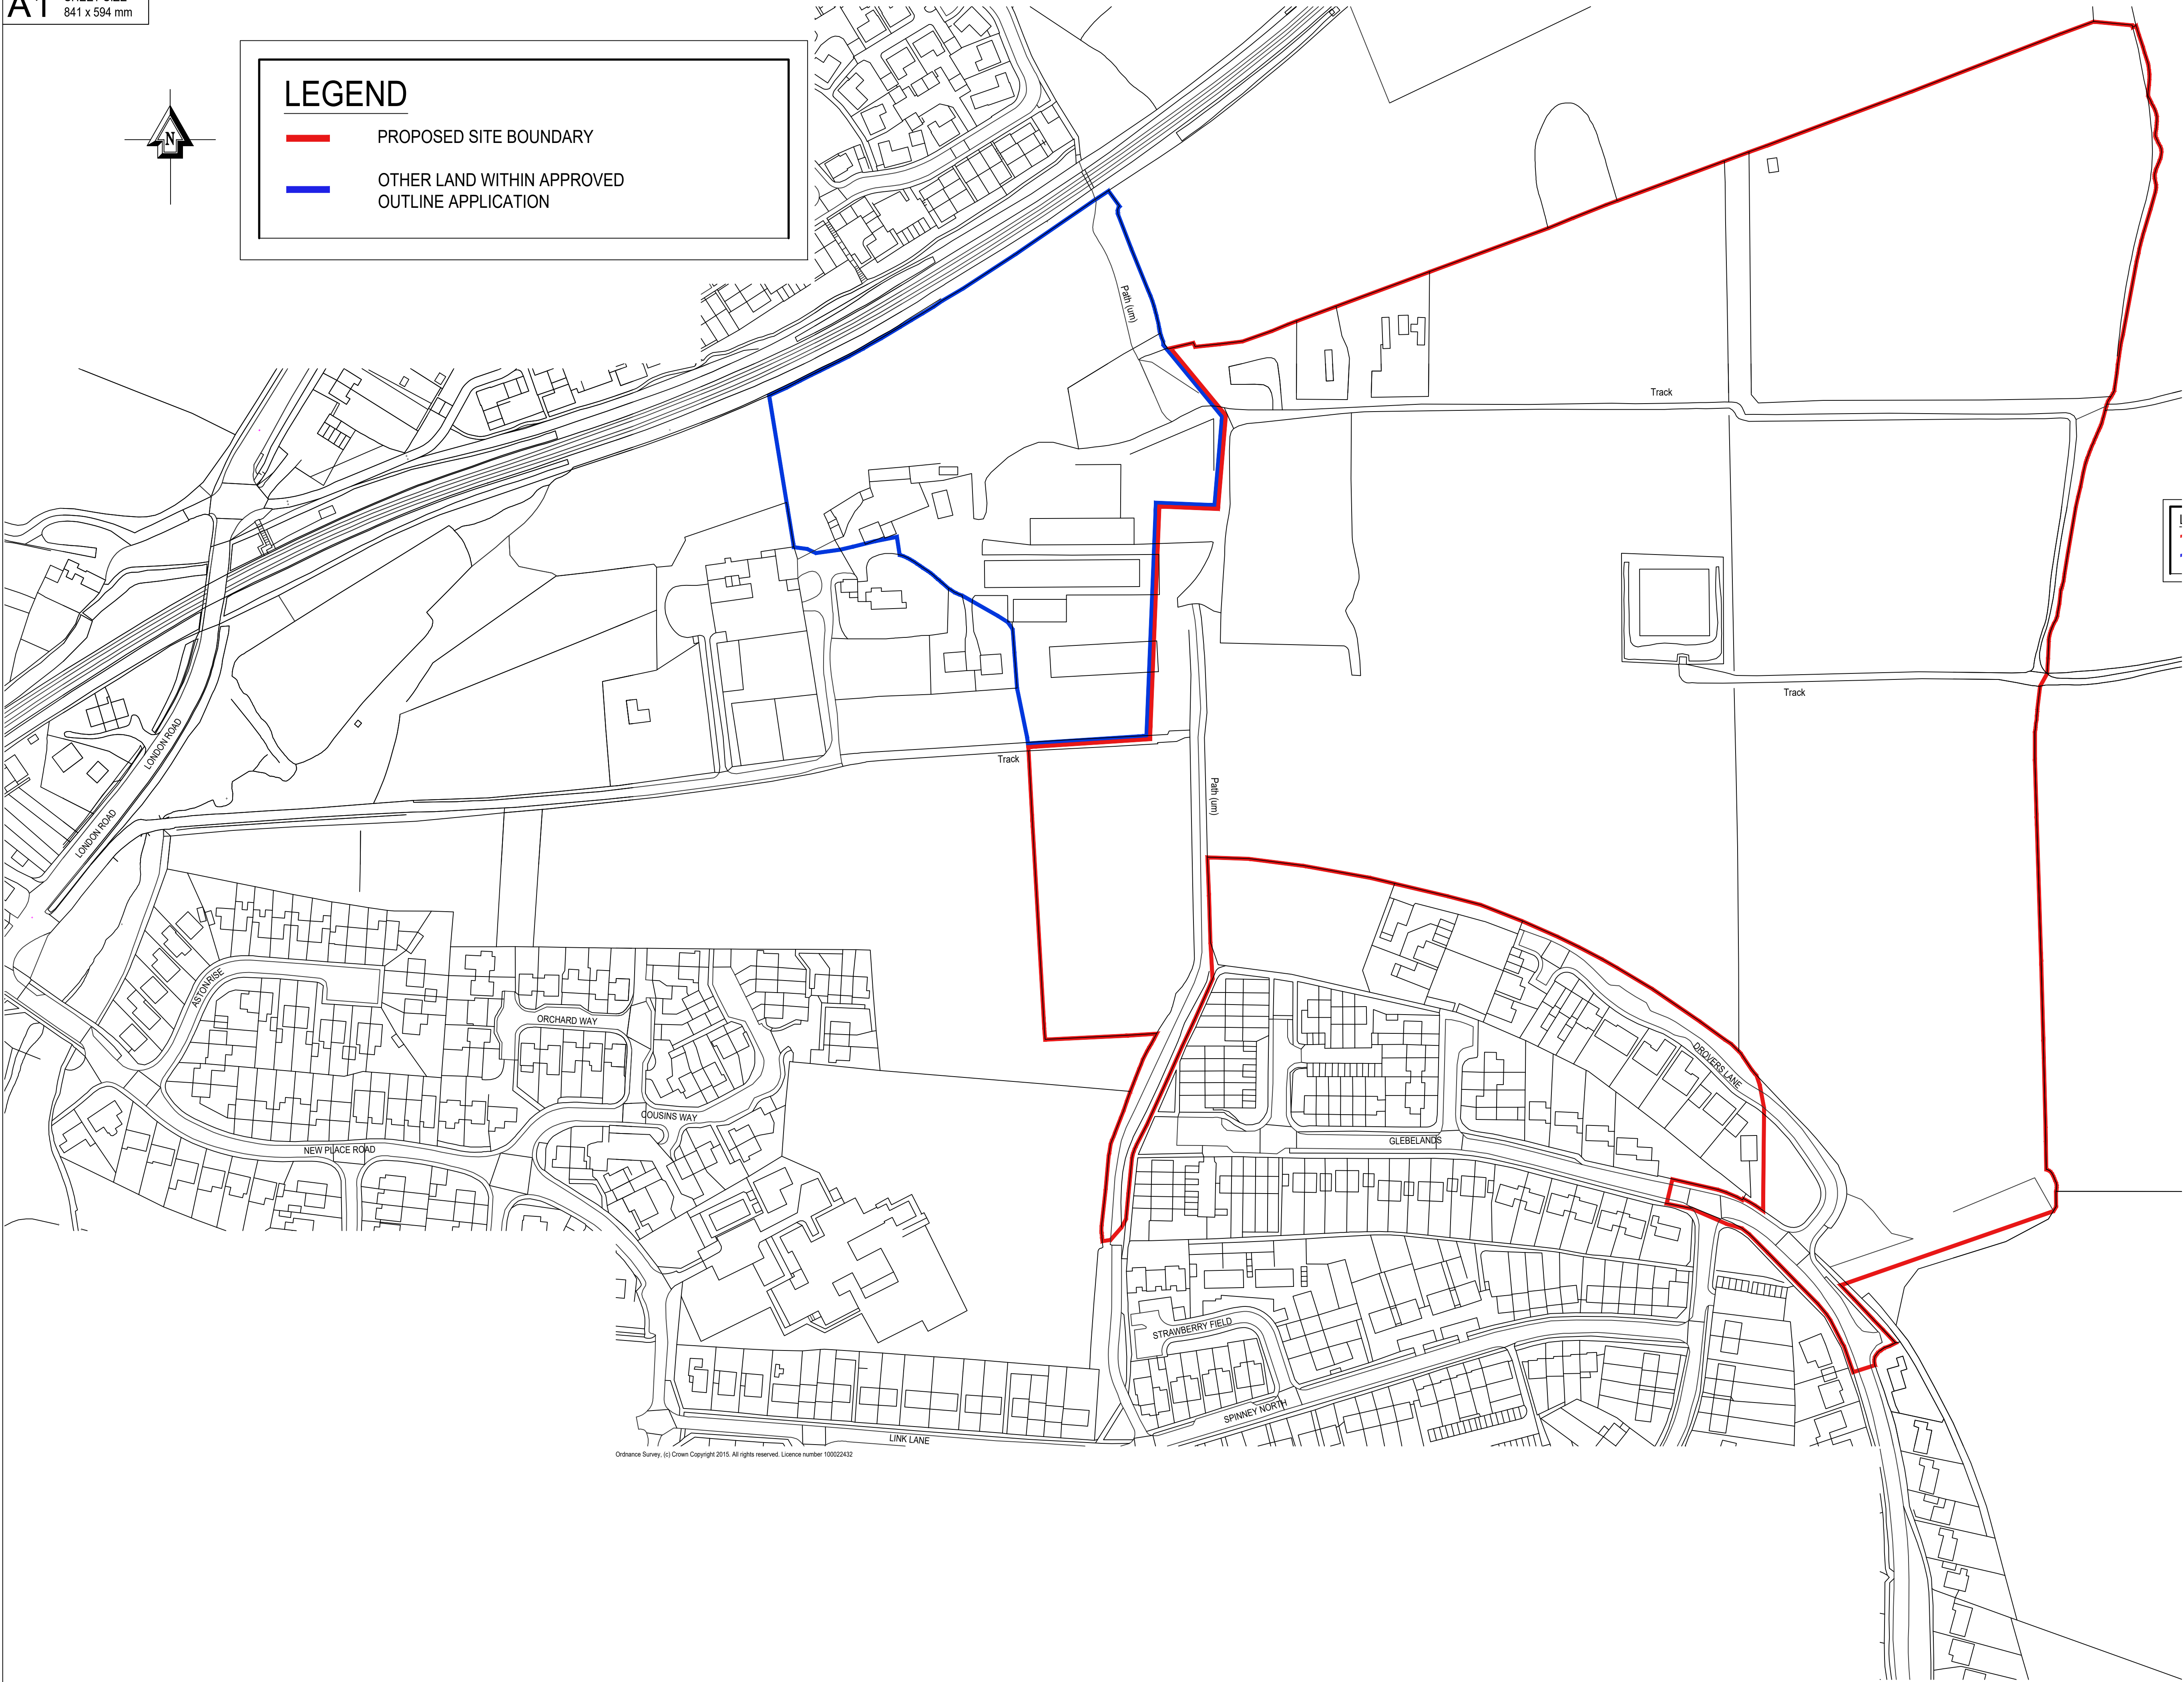 A1
841 x 594 mm
N
LEGEND
PROPOSED SITE BOUNDARY
OTHER LAND WITHIN APPROVED
OUTLINE APPLICATION
Path (um)
Track
Track
LONDON ROAD
LONDON ROAD
Track
Path (um)
ASTON RISE
ORCHARD WAY
COUSINS WAY
NEW PLACE ROAD
DROVERS LANE
GLEBELANDS
STRAWBERRY FIELD
SPINNEY NORTH
LINK LANE
Ordnance Survey, (c) Crown Copyright 2015. All rights reserved. Licence number 100022432